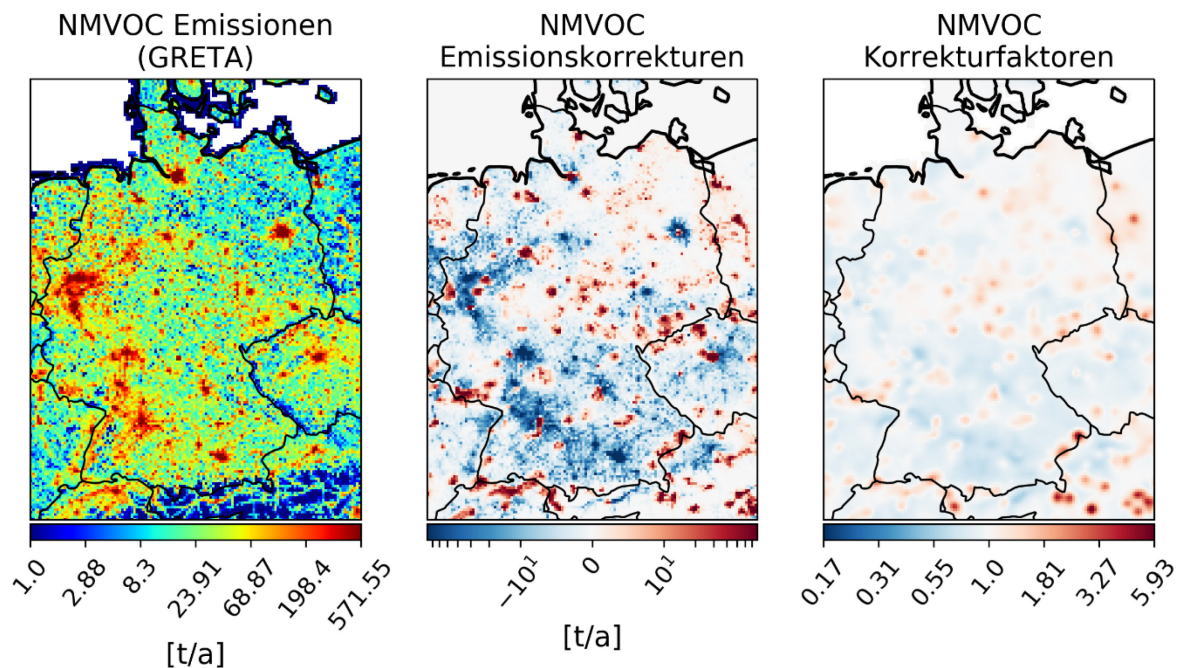 NMVOC Emissionen
(GRETA)
NMVOC
Emissionskorrekturen
NMVOC
Korrekturfaktoren
1.0
2.88
8.3
23.91
68.87
198.4
571.55
[t/a]
−10¹
0
10¹
[t/a]
0.17
0.31
0.55
1.0
1.81
3.27
5.93